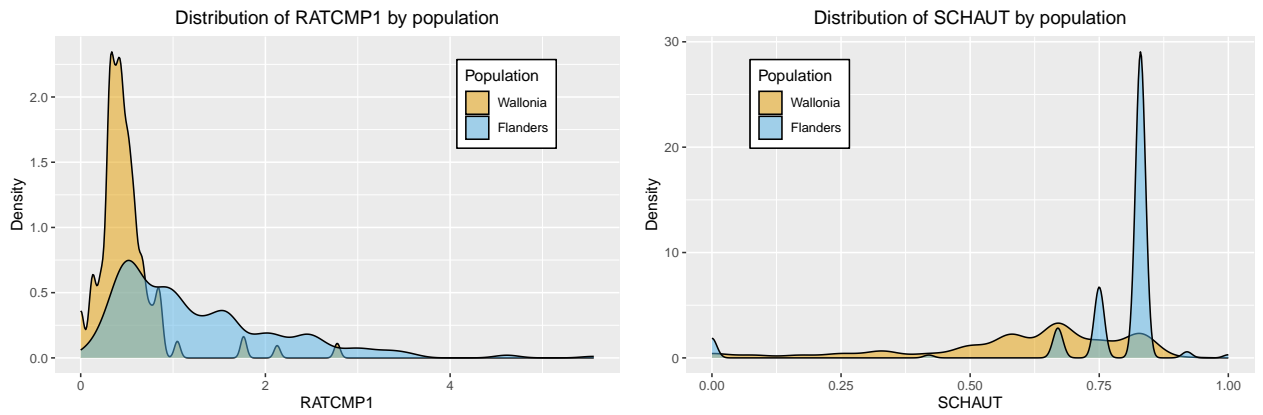 Distribution of RATCMP1 by population
2.0
1.5
1.0
0.5
0.0
Density
0
2
4
RATCMP1
Population
Wallonia
Flanders
Distribution of SCHAUT by population
30
20
10
0
Density
0.00
0.25
0.50
0.75
1.00
SCHAUT
Population
Wallonia
Flanders